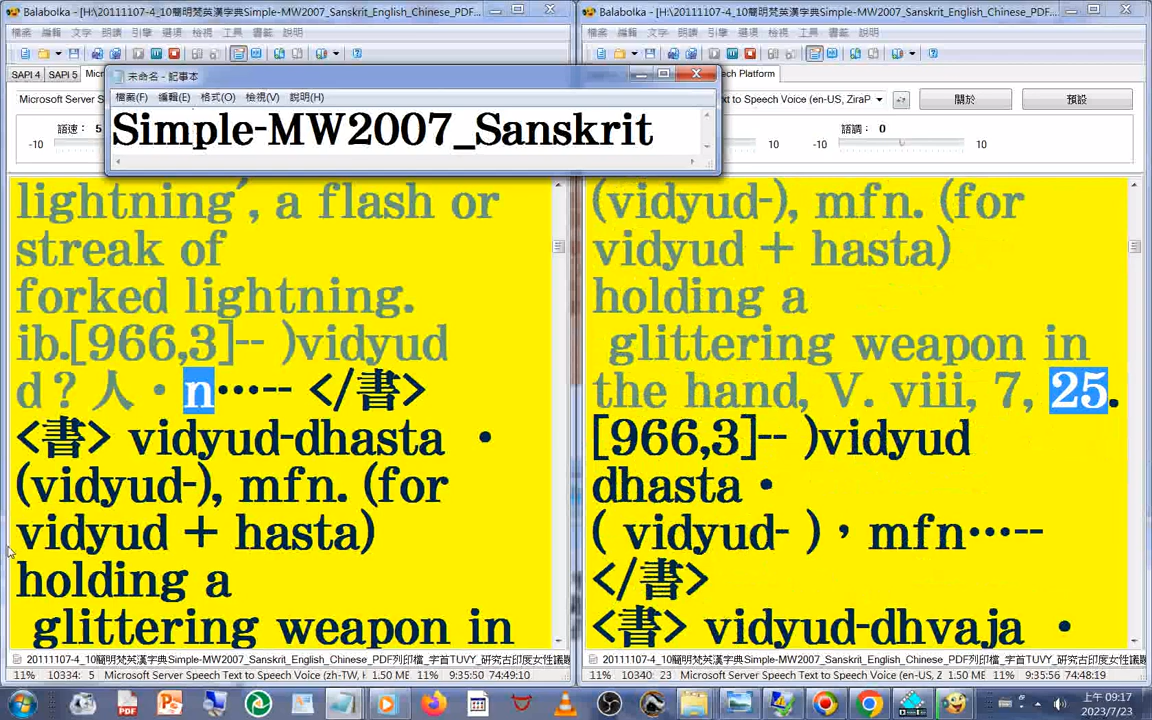 Balabolka - [H:\20111107-4_10簡明梵英漢字典Simple-MW2007_Sanskrit_English_Chinese_PDF...
檔案 編輯 文字 朗讀 引擎 選項 檢視 工具 書籤 說明
SAPI 4 SAPI 5
Microsoft Server S
語速： 5
-10
未命名 - 記事本
檔案(F) 編輯(E) 格式(O) 檢視(V) 說明(H)
Simple-MW2007_Sanskrit
lightning´, a flash or
streak of
forked lightning.
ib.[966,3]-- )vidyud
d？人・n…-- </書>
<書> vidyud-dhasta ・
(vidyud-), mfn. (for
vidyud + hasta)
holding a
glittering weapon in
20111107-4_10簡明梵英漢字典Simple-MW2007_Sanskrit_English_Chinese_PDF列印檔_字首TUVY_研究古印度女性議題
11% 10334: 5 Microsoft Server Speech Text to Speech Voice (zh-TW, H 1.50 MB 11% 9:35:50 74:49:10
Balabolka - [H:\20111107-4_10簡明梵英漢字典Simple-MW2007_Sanskrit_English_Chinese_PDF...
檔案 編輯 文字 朗讀 引擎 選項 檢視 工具 書籤 說明
ech Platform
t to Speech Voice (en-US, ZiraP 關於 預設
語調： 0
10 -10 10
(vidyud-), mfn. (for
vidyud + hasta)
holding a
glittering weapon in
the hand, V. viii, 7, 25.
[966,3]-- )vidyud
dhasta・
( vidyud- )，mfn…--
</書>
<書> vidyud-dhvaja ・
20111107-4_10簡明梵英漢字典Simple-MW2007_Sanskrit_English_Chinese_PDF列印檔_字首TUVY_研究古印度女性議題
11% 10340: 23 Microsoft Server Speech Text to Speech Voice (en-US, 1.50 MB 11% 9:35:56 74:48:19
上午 09:17
2023/7/23